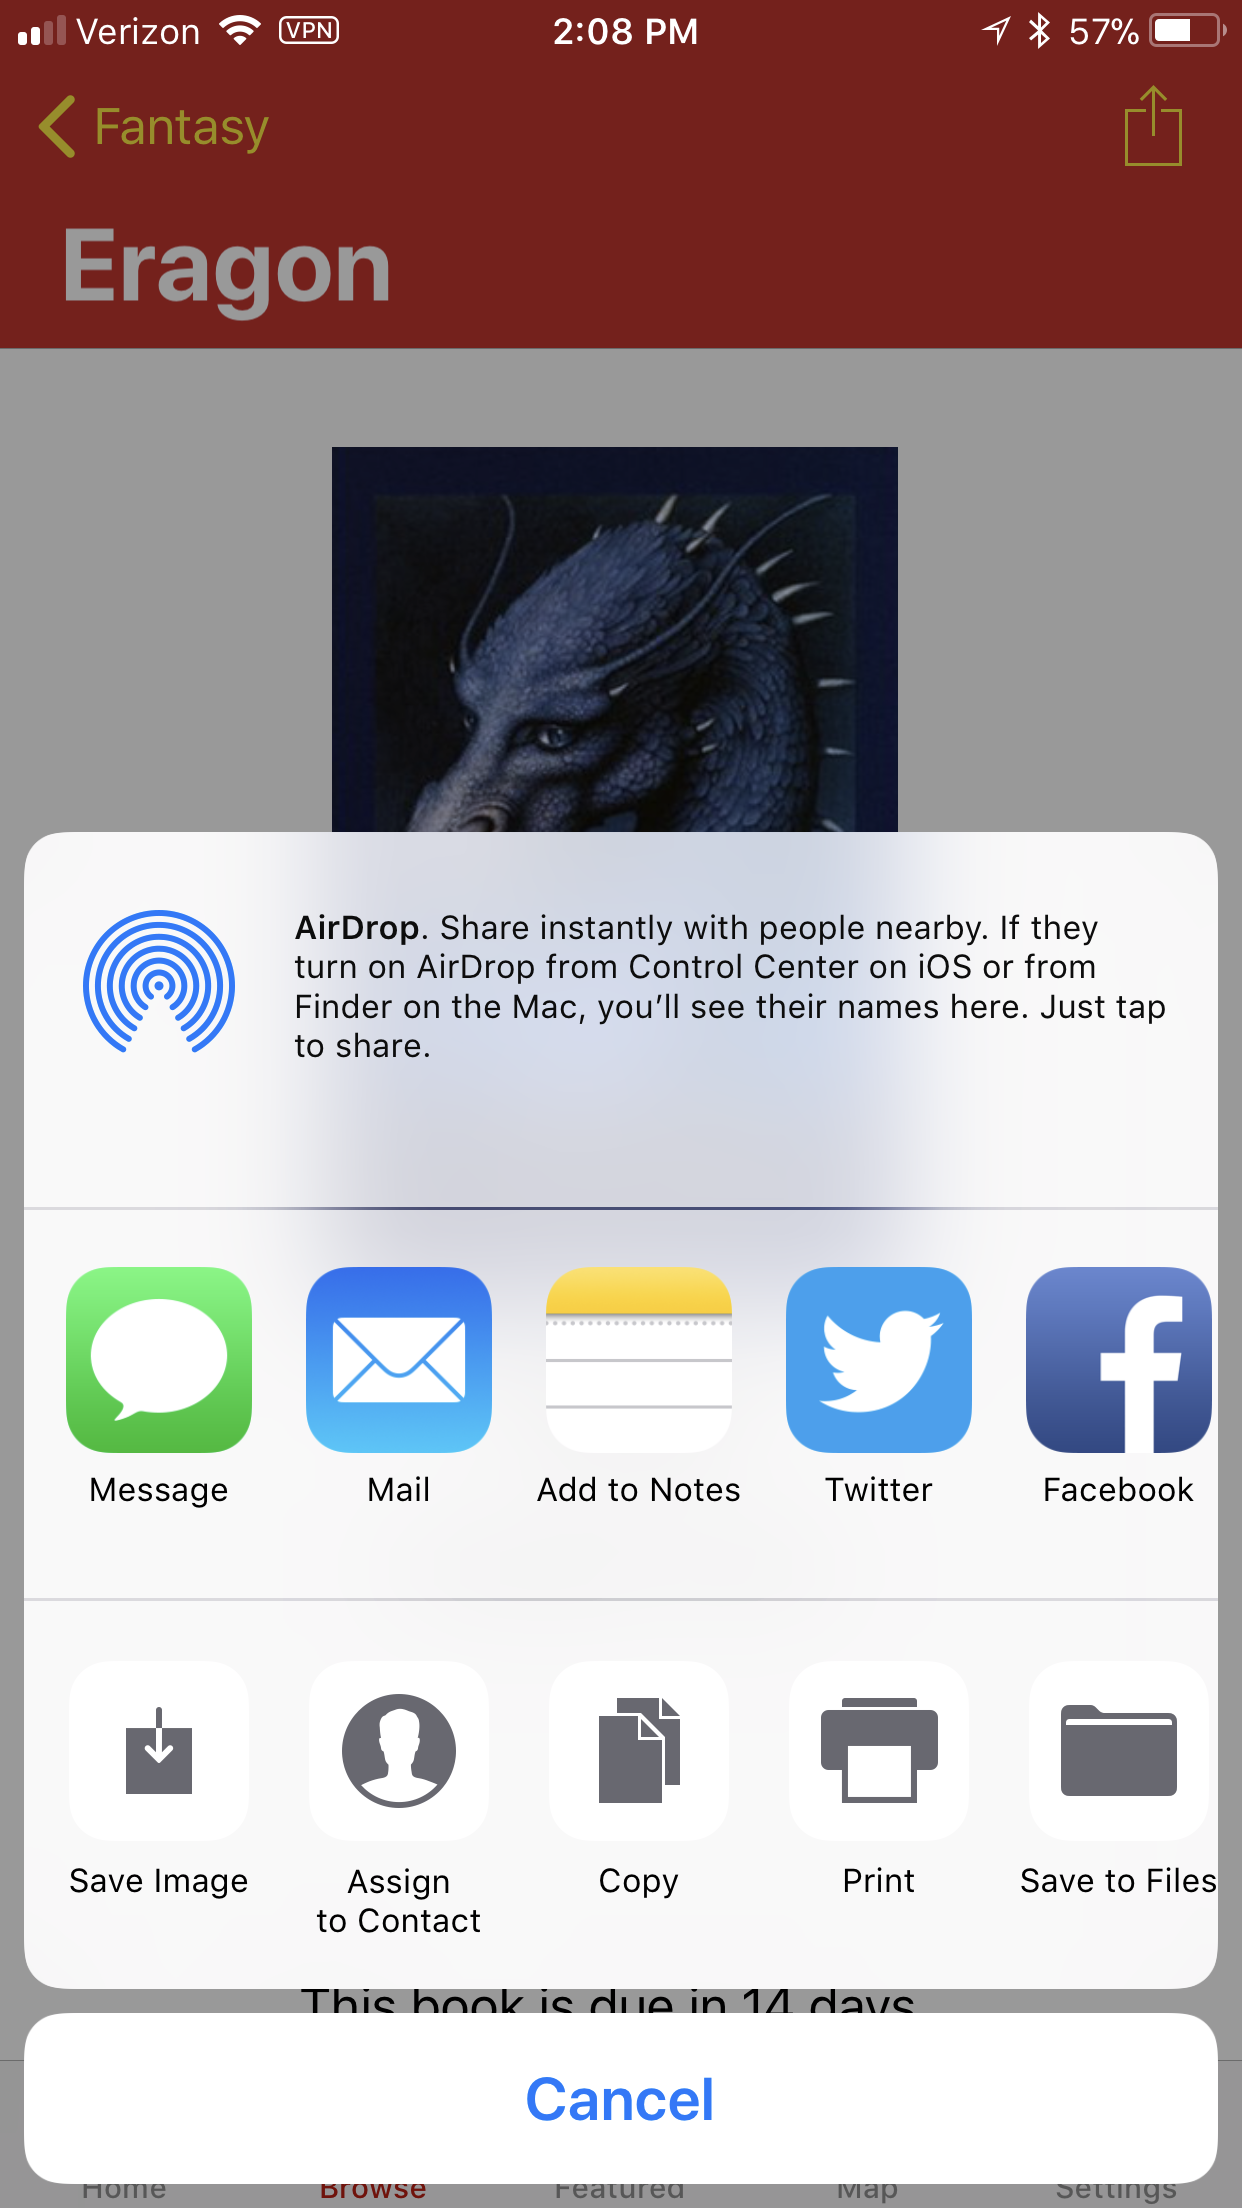 Verizon VPN 2:08 PM 57%
Fantasy
Eragon
AirDrop. Share instantly with people nearby. If they
turn on AirDrop from Control Center on iOS or from
Finder on the Mac, you’ll see their names here. Just tap
to share.
Message Mail Add to Notes Twitter Facebook
Save Image Assign to Contact Copy Print Save to Files
This book is due in 14 days
Cancel
Home Browse Featured Map Settings